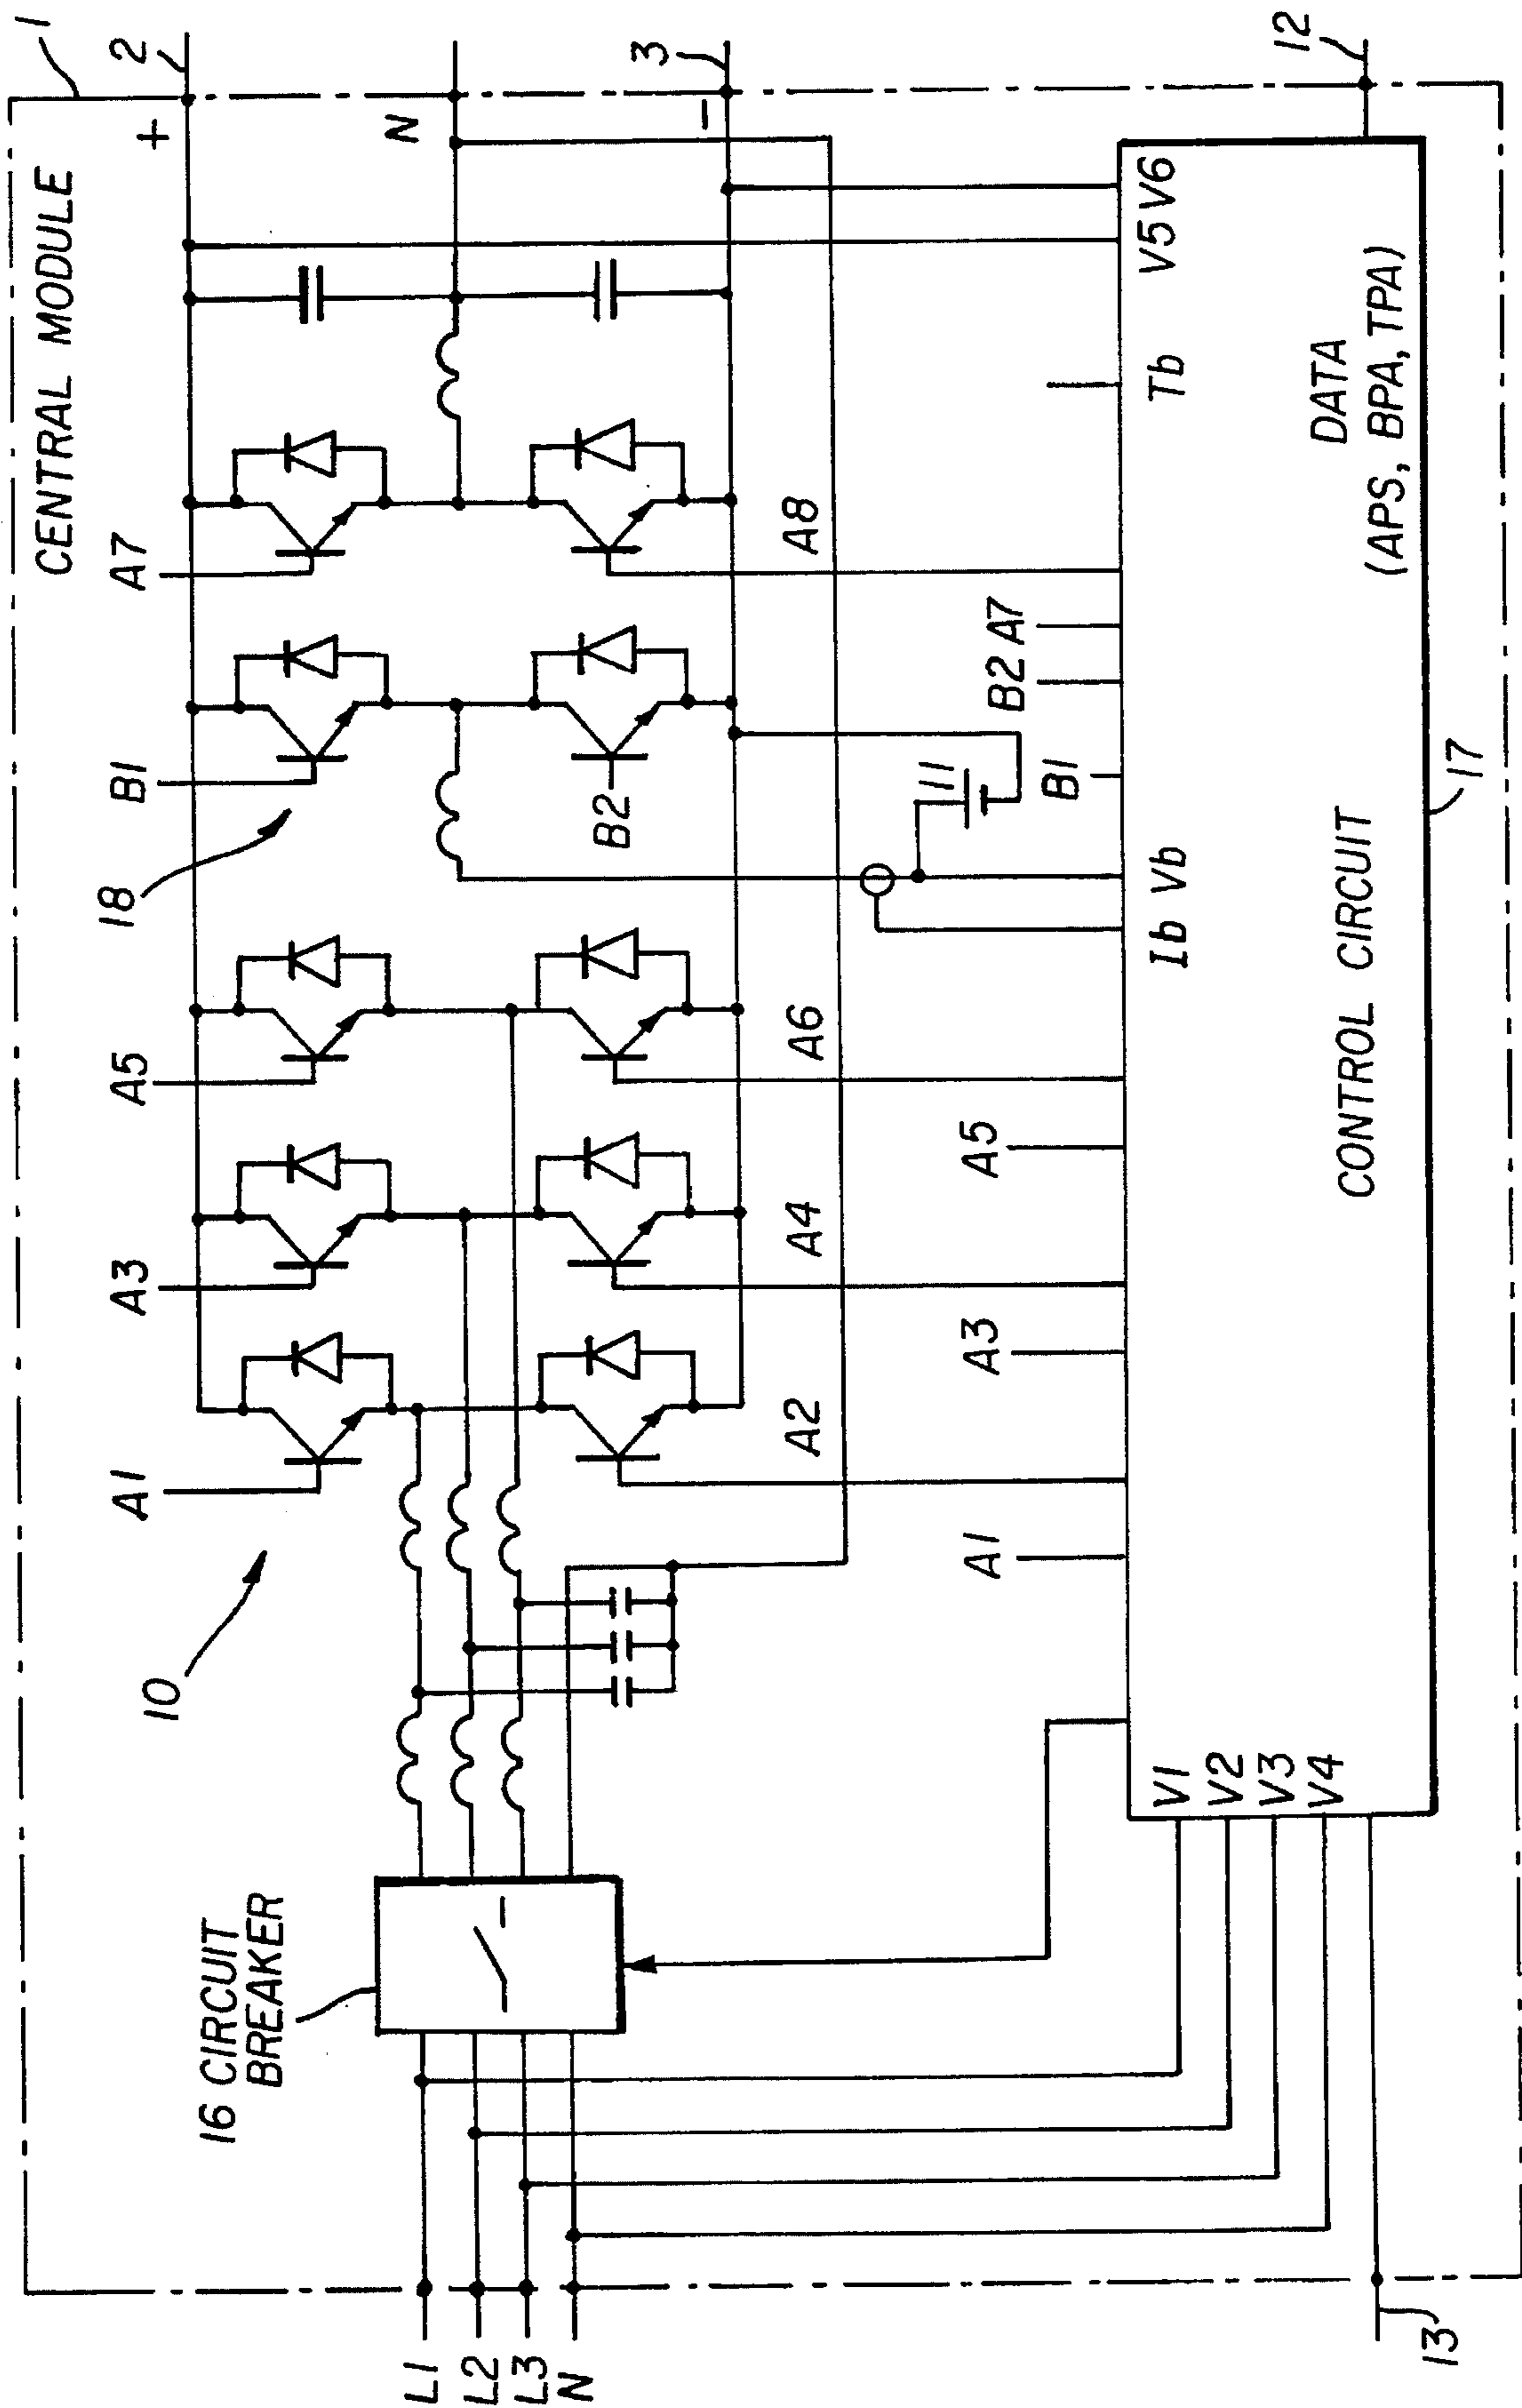 CENTRAL MODULE
1
2
+
N
3
-
12
A1
A3
A5
B1
A7
10
18
16 CIRCUIT
BREAKER
L1
L2
L3
N
B2
A2
A4
A6
A8
11
A1
A3
A5
B1
B2
A7
Ib
Vb
Tb
V5
V6
V1
V2
V3
V4
CONTROL CIRCUIT
DATA
(APS, BPA, TPA)
17
13